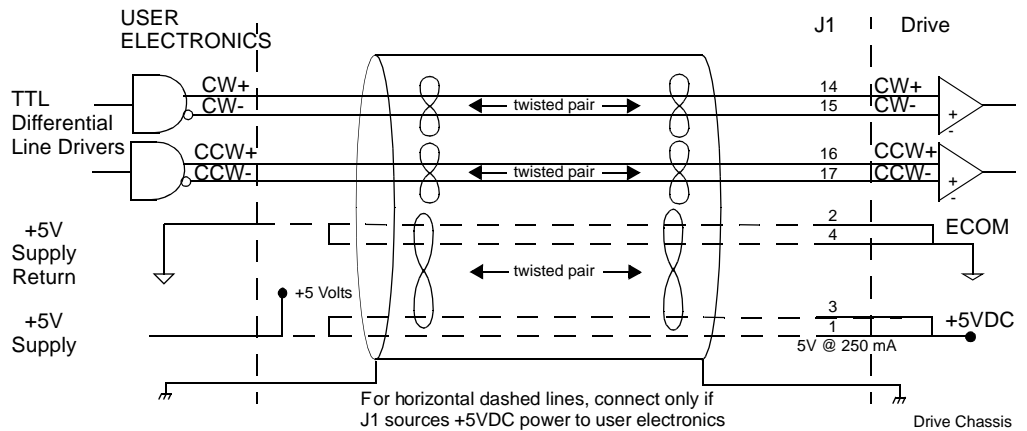 USER
ELECTRONICS
J1
Drive
TTL
Differential
Line Drivers
CW+
CW-
twisted pair
14
15
CW+
CW-
+
-
CCW+
CCW-
twisted pair
16
17
CCW+
CCW-
+
-
+5V
Supply
Return
2
4
ECOM
twisted pair
+5 Volts
+5V
Supply
3
1
5V @ 250 mA
+5VDC
For horizontal dashed lines, connect only if
J1 sources +5VDC power to user electronics
Drive Chassis